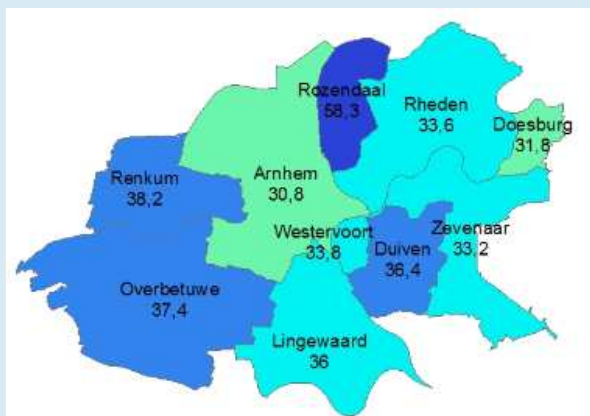 Rozendaal
58,3
Rheden
33,6
Doesburg
31,8
Renkum
38,2
Arnhem
30,8
Westervoort
33,8
Duiven
36,4
Zevenaar
33,2
Overbetuwe
37,4
Lingewaard
36